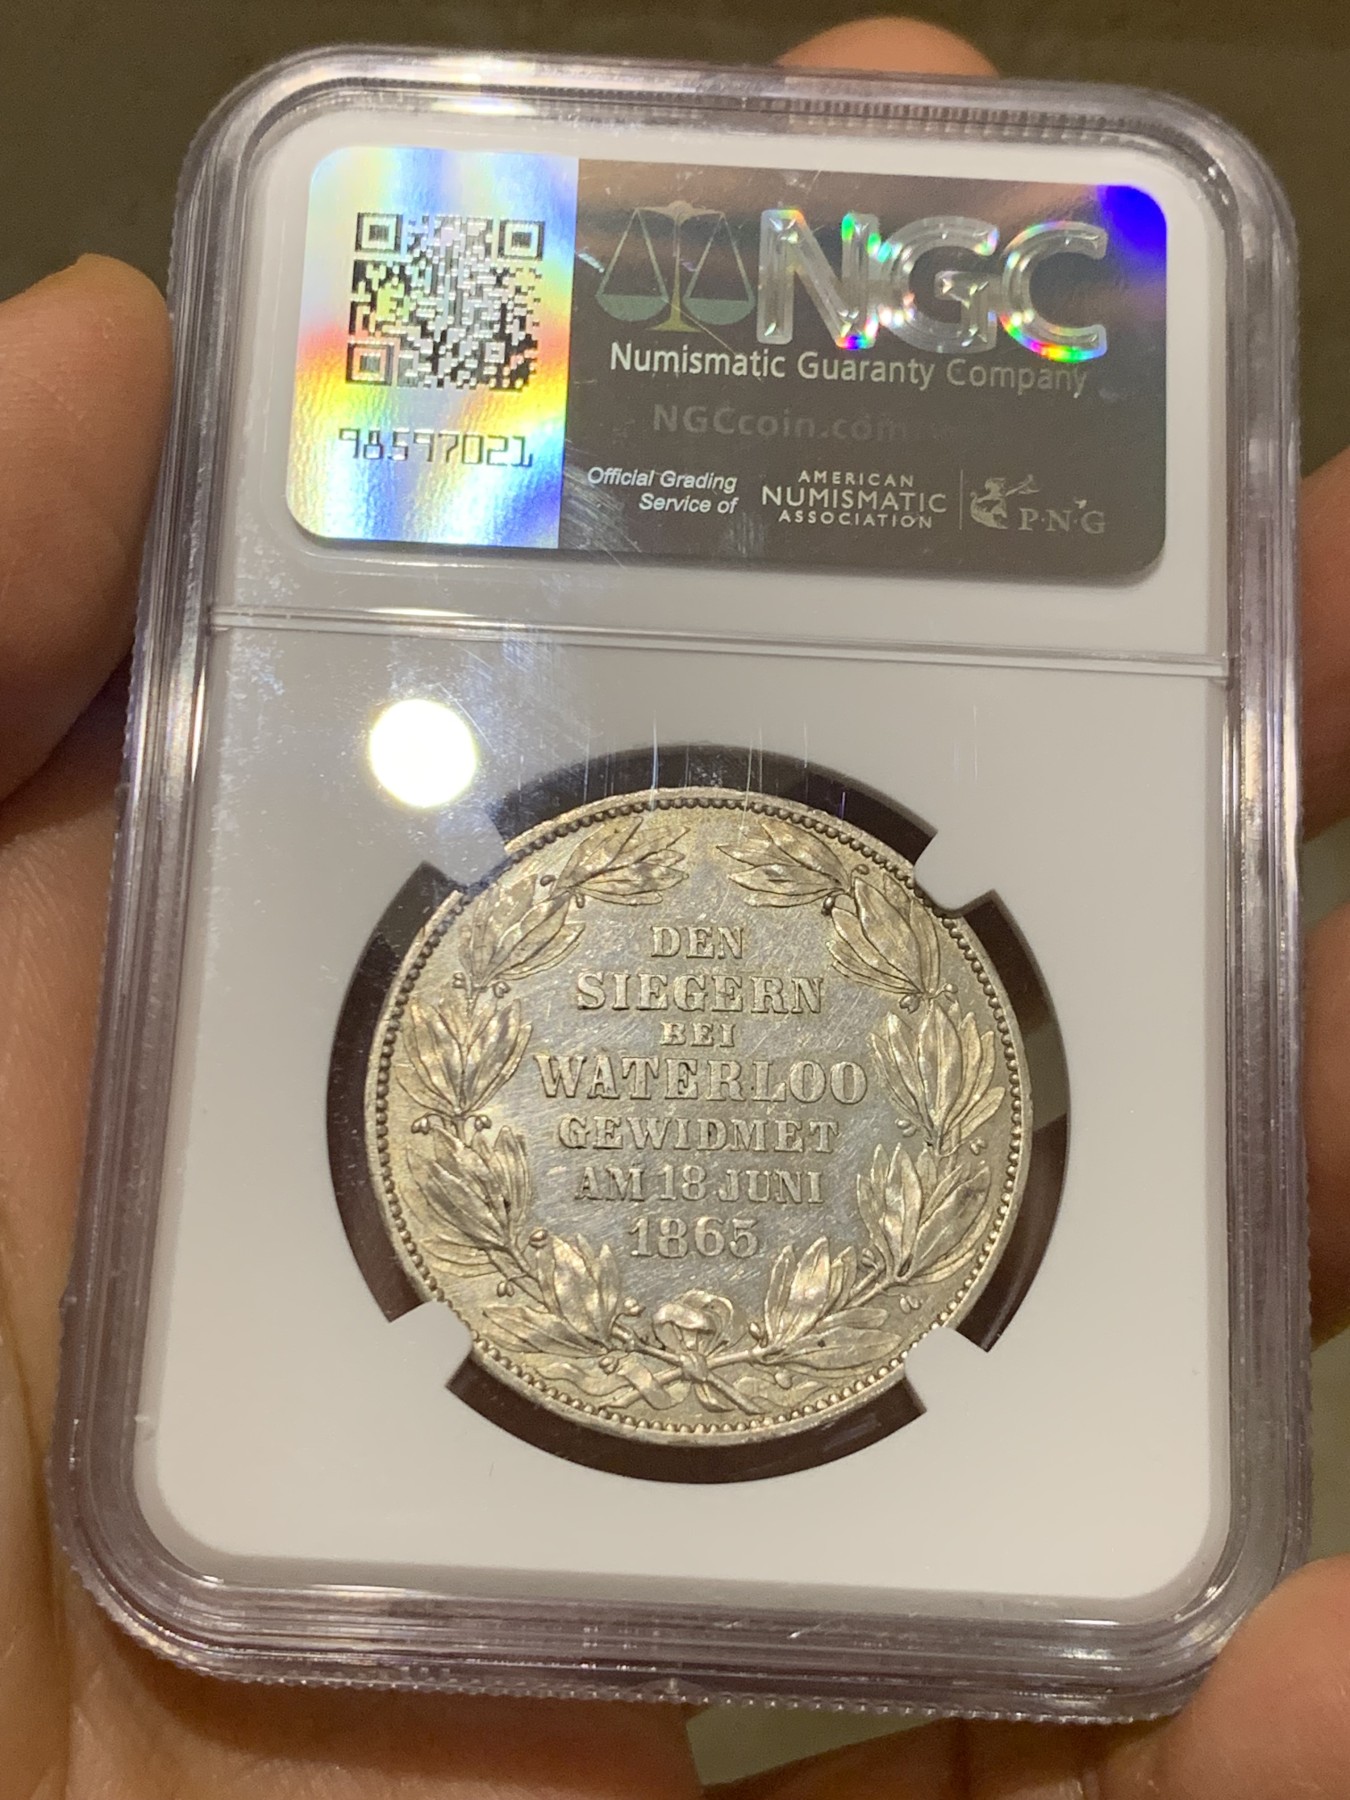 NGC
Numismatic Guaranty Company
NGCcoin.com
98597021
Official Grading
Service of
AMERICAN
NUMISMATIC
ASSOCIATION
P·N·G
DEN
SIEGERN
BEI
WATERLOO
GEWIDMET
AM 18 JUNI
1865